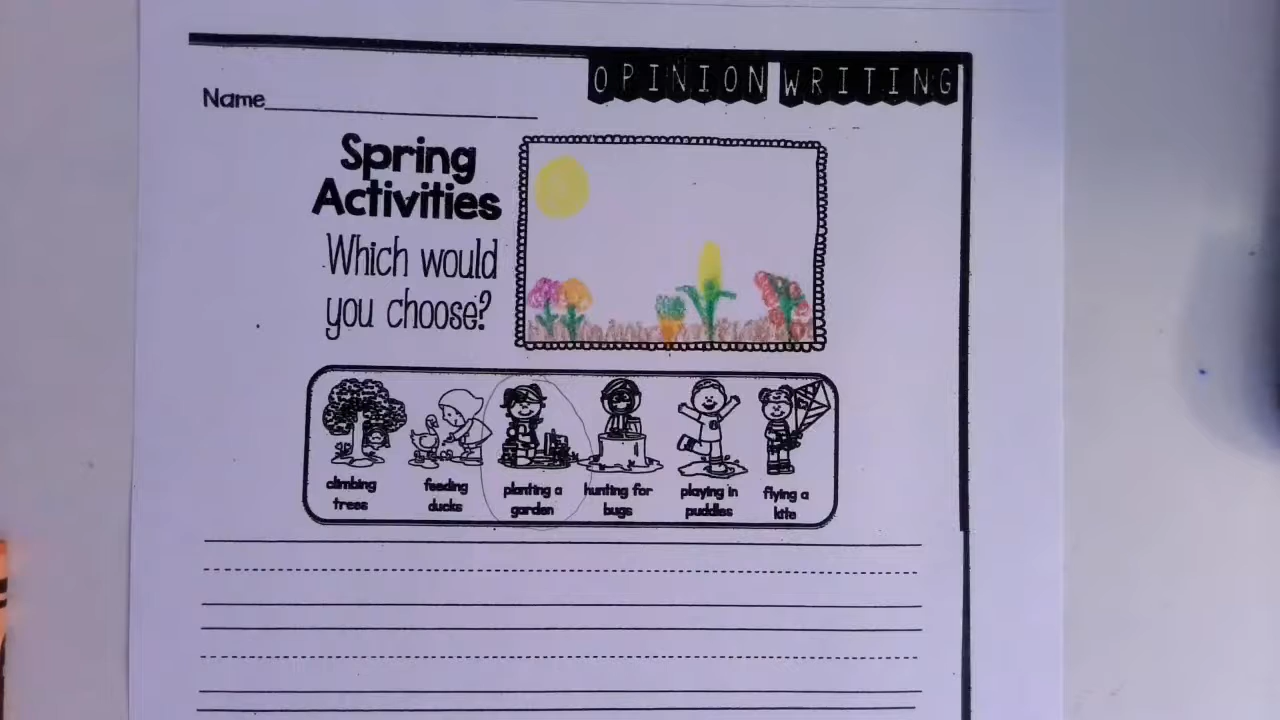 OPINION WRITING
Name
Spring
Activities
Which would
you choose?
climbing
trees
feeding
ducks
planting a
garden
hunting for
bugs
playing in
puddles
flying a
kite